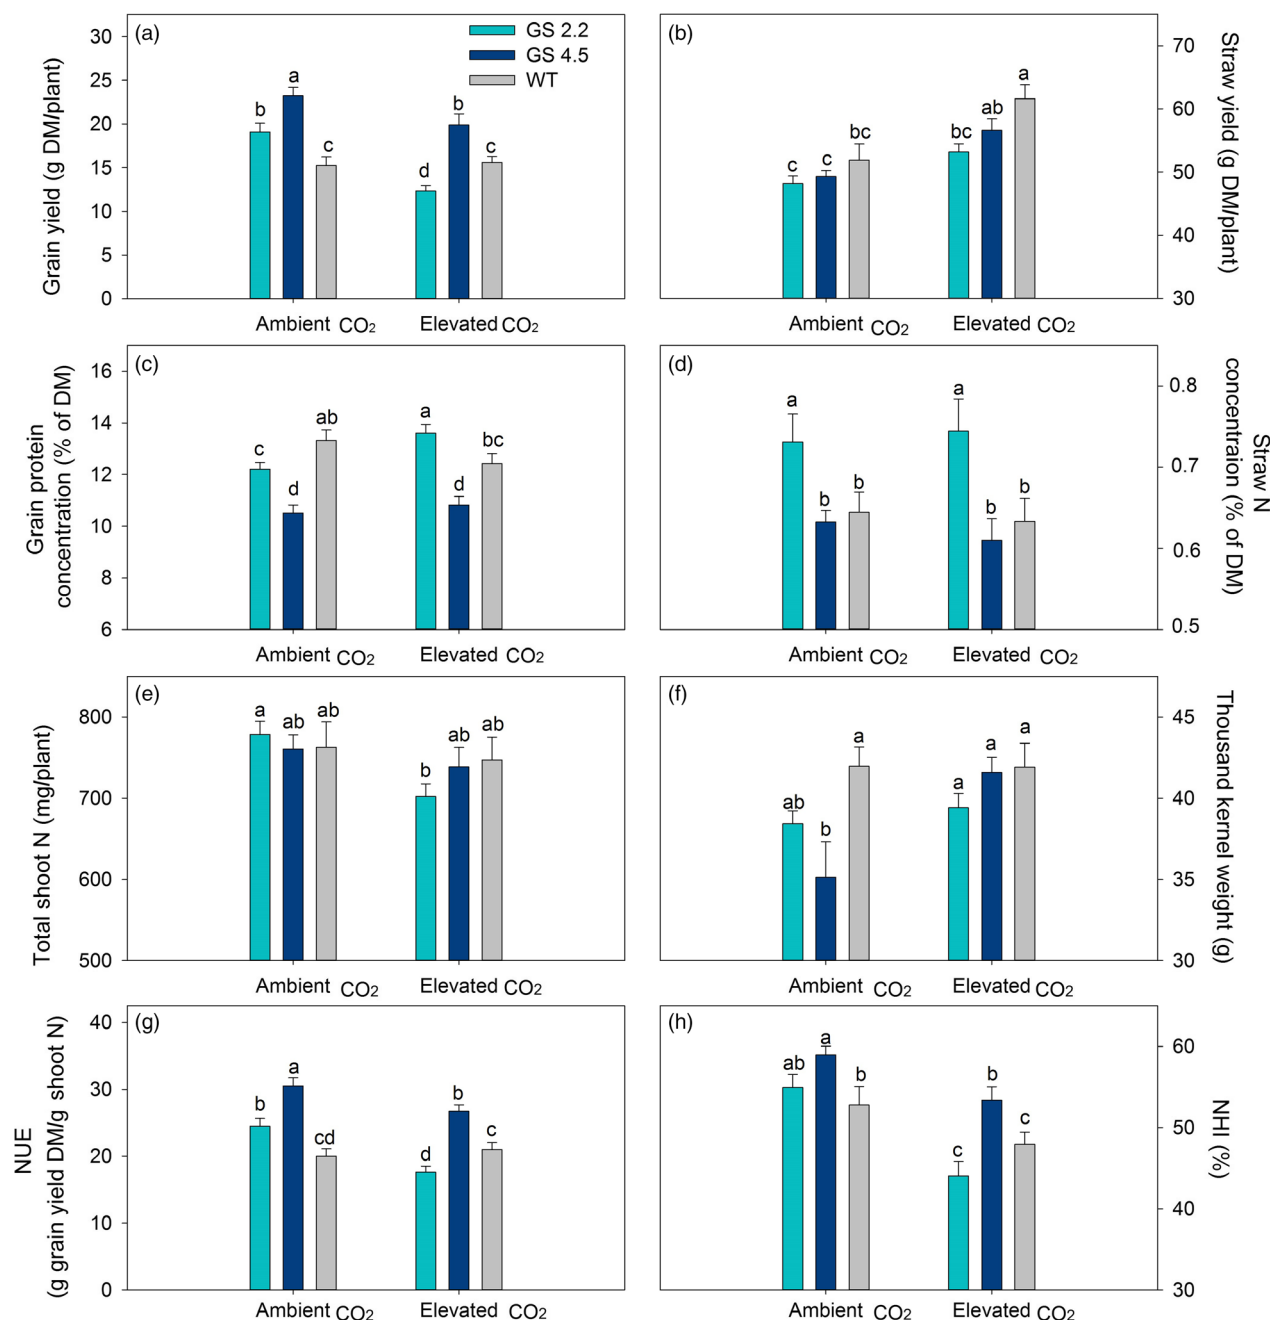 (a)
GS 2.2
GS 4.5
WT
30
25
20
15
10
5
0
Grain yield (g DM/plant)
b
a
c
d
b
c
Ambient CO2
Elevated CO2
(b)
70
60
50
40
30
Straw yield (g DM/plant)
c
c
bc
bc
ab
a
Ambient CO2
Elevated CO2
(c)
16
14
12
10
8
6
Grain protein
concentration (% of DM)
c
d
ab
a
d
bc
Ambient CO2
Elevated CO2
(d)
0.8
0.7
0.6
0.5
Straw N
concentraion (% of DM)
a
b
b
a
b
b
Ambient CO2
Elevated CO2
(e)
800
700
600
500
Total shoot N (mg/plant)
a
ab
ab
b
ab
ab
Ambient CO2
Elevated CO2
(f)
45
40
35
30
Thousand kernel weight (g)
ab
b
a
a
a
a
Ambient CO2
Elevated CO2
(g)
40
30
20
10
0
NUE
(g grain yield DM/g shoot N)
b
a
cd
d
b
c
Ambient CO2
Elevated CO2
(h)
60
50
40
30
NHI (%)
ab
a
b
c
b
c
Ambient CO2
Elevated CO2